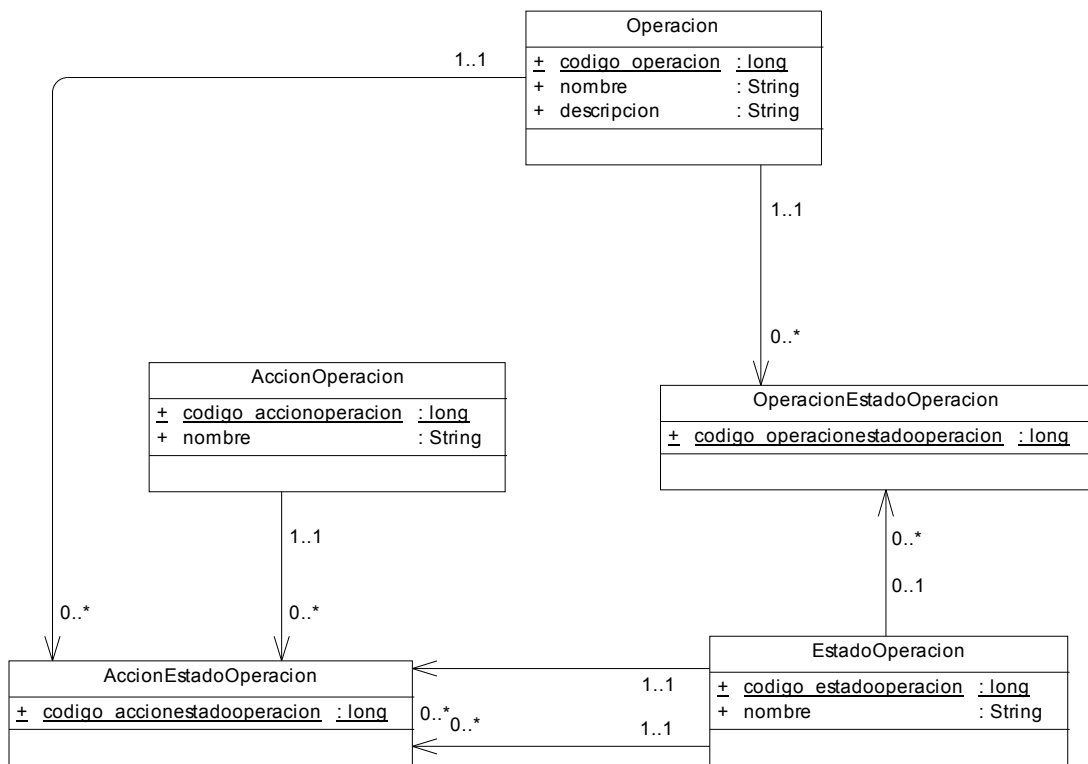 Operacion
+ codigo_operacion : long
+ nombre : String
+ descripcion : String
1..1
1..1
0..*
AccionOperacion
+ codigo_accionoperacion : long
+ nombre : String
OperacionEstadoOperacion
+ codigo_operacionestadooperacion : long
1..1
0..*
0..1
0..*
0..*
AccionEstadoOperacion
+ codigo_accionestadooperacion : long
EstadoOperacion
+ codigo_estadooperacion : long
+ nombre : String
1..1
0..*
0..*
1..1